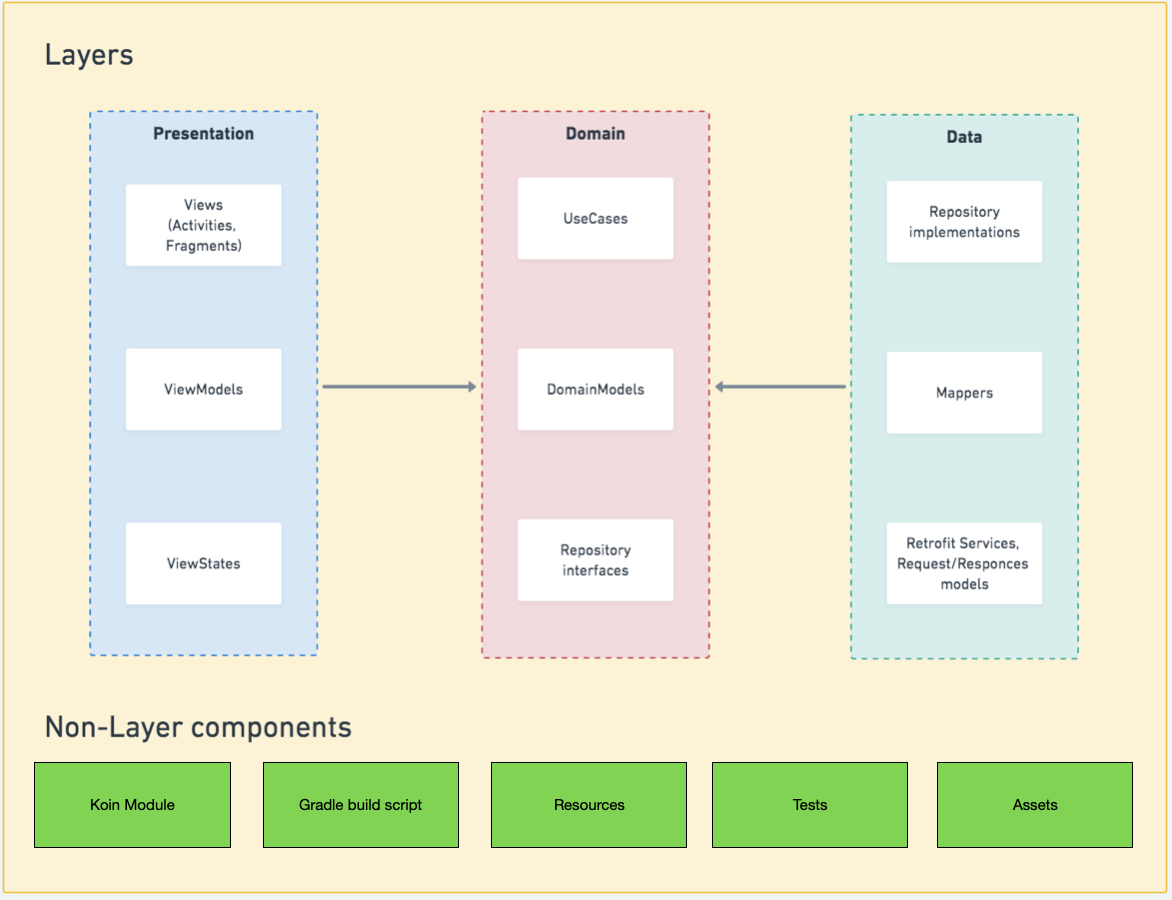 Layers
Presentation
Views
(Activities,
Fragments)
ViewModels
ViewStates
Domain
UseCases
DomainModels
Repository
interfaces
Data
Repository
implementations
Mappers
Retrofit Services,
Request/Responces
models
Non-Layer components
Koin Module
Gradle build script
Resources
Tests
Assets